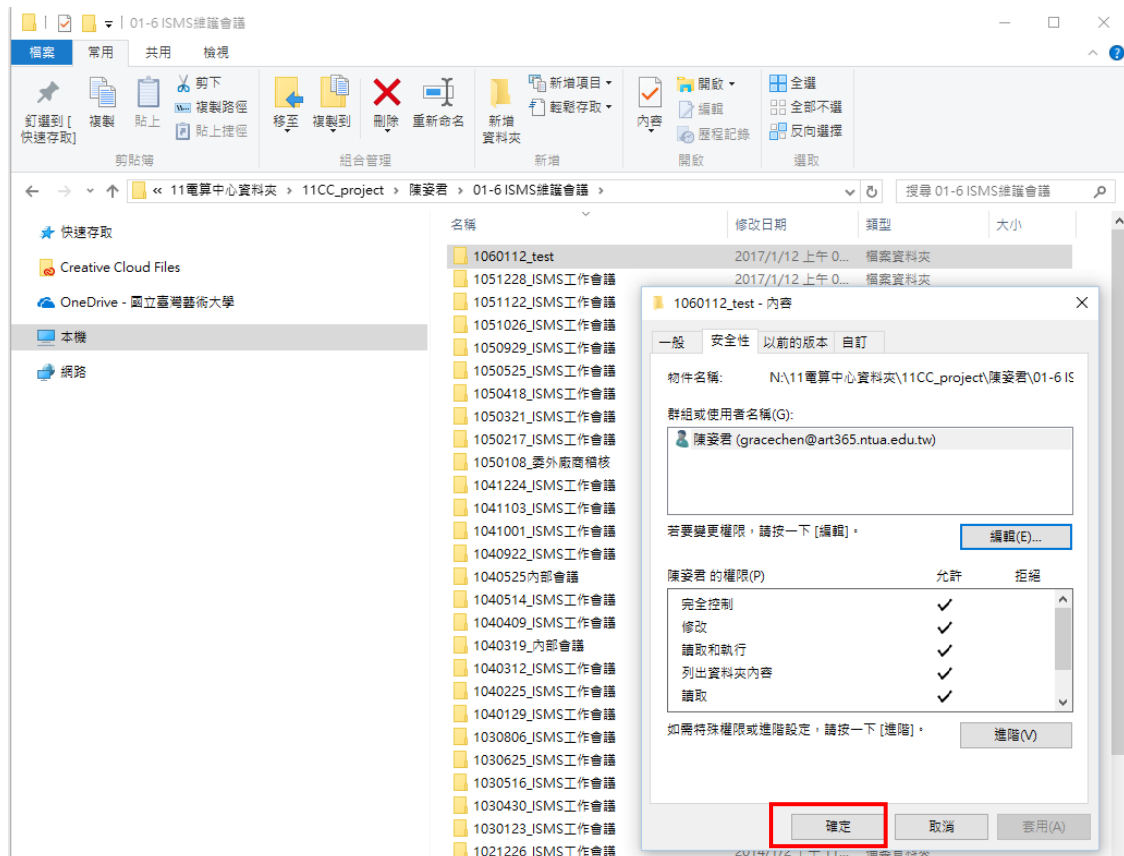 01-6 ISMS維護會議
檔案 常用 共用 檢視
釘選到 [快速存取]
複製
貼上
剪下
複製路徑
貼上捷徑
剪貼簿
移至
複製到
刪除
重新命名
組合管理
新增資料夾
新增項目
輕鬆存取
新增
內容
開啟
編輯
歷程記錄
開啟
全選
全部不選
反向選擇
選取
« 11電算中心資料夾 › 11CC_project › 陳姿君 › 01-6 ISMS維護會議 ›
搜尋 01-6 ISMS維護會議
快速存取
Creative Cloud Files
OneDrive - 國立臺灣藝術大學
本機
網路
名稱 修改日期 類型 大小
1060112_test 2017/1/12 上午 0... 檔案資料夾
1051228_ISMS工作會議 2017/1/12 上午 0... 檔案資料夾
1051122_ISMS工作會議
1051026_ISMS工作會議
1050929_ISMS工作會議
1050525_ISMS工作會議
1050418_ISMS工作會議
1050321_ISMS工作會議
1050217_ISMS工作會議
1050108_委外廠商稽核
1041224_ISMS工作會議
1041103_ISMS工作會議
1041001_ISMS工作會議
1040922_ISMS工作會議
1040525內部會議
1040514_ISMS工作會議
1040409_ISMS工作會議
1040319_內部會議
1040312_ISMS工作會議
1040225_ISMS工作會議
1040129_ISMS工作會議
1030806_ISMS工作會議
1030625_ISMS工作會議
1030516_ISMS工作會議
1030430_ISMS工作會議
1030123_ISMS工作會議
1021226_ISMS工作會議
1060112_test - 內容
一般 安全性 以前的版本 自訂
物件名稱: N:\11電算中心資料夾\11CC_project\陳姿君\01-6 IS
群組或使用者名稱(G):
陳姿君 (gracechen@art365.ntua.edu.tw)
若要變更權限，請按一下 [編輯]。
編輯(E)...
陳姿君 的權限(P) 允許 拒絕
完全控制
修改
讀取和執行
列出資料夾內容
讀取
如需特殊權限或進階設定，請按一下 [進階]。
進階(V)
確定 取消 套用(A)